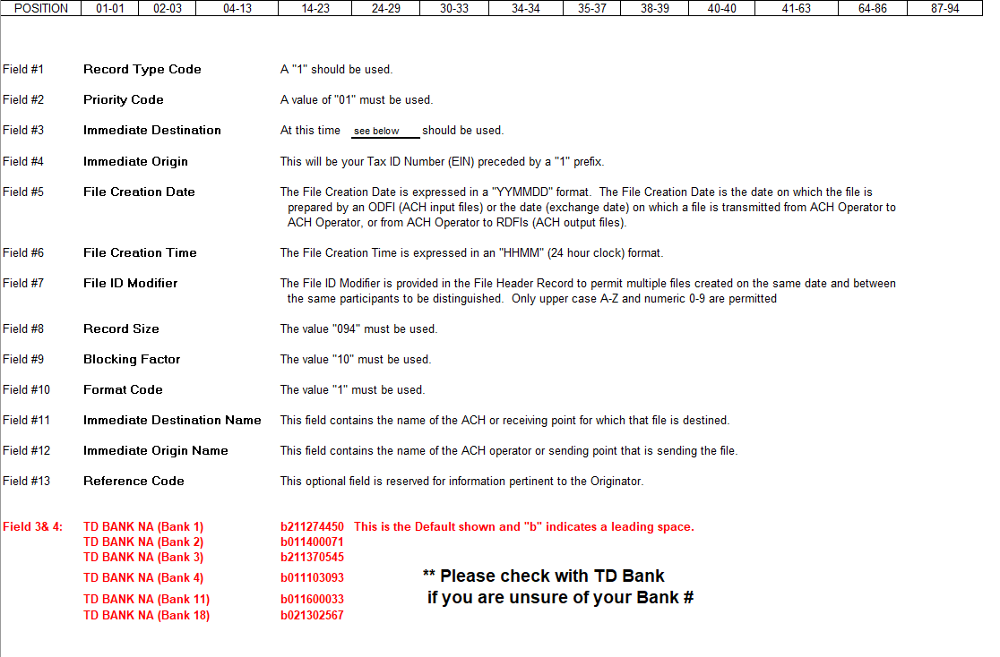 POSITION 01-01 02-03 04-13 14-23 24-29 30-33 34-34 35-37 38-39 40-40 41-63 64-86 87-94
Field #1 Record Type Code A "1" should be used.
Field #2 Priority Code A value of "01" must be used.
Field #3 Immediate Destination At this time see below should be used.
Field #4 Immediate Origin This will be your Tax ID Number (EIN) preceded by a "1" prefix.
Field #5 File Creation Date The File Creation Date is expressed in a "YYMMDD" format. The File Creation Date is the date on which the file is
prepared by an ODFI (ACH input files) or the date (exchange date) on which a file is transmitted from ACH Operator to
ACH Operator, or from ACH Operator to RDFIs (ACH output files).
Field #6 File Creation Time The File Creation Time is expressed in an "HHMM" (24 hour clock) format.
Field #7 File ID Modifier The File ID Modifier is provided in the File Header Record to permit multiple files created on the same date and between
the same participants to be distinguished. Only upper case A-Z and numeric 0-9 are permitted
Field #8 Record Size The value "094" must be used.
Field #9 Blocking Factor The value "10" must be used.
Field #10 Format Code The value "1" must be used.
Field #11 Immediate Destination Name This field contains the name of the ACH or receiving point for which that file is destined.
Field #12 Immediate Origin Name This field contains the name of the ACH operator or sending point that is sending the file.
Field #13 Reference Code This optional field is reserved for information pertinent to the Originator.
Field 3& 4: TD BANK NA (Bank 1) b211274450 This is the Default shown and "b" indicates a leading space.
TD BANK NA (Bank 2) b011400071
TD BANK NA (Bank 3) b211370545
TD BANK NA (Bank 4) b011103093 ** Please check with TD Bank
TD BANK NA (Bank 11) b011600033 if you are unsure of your Bank #
TD BANK NA (Bank 18) b021302567